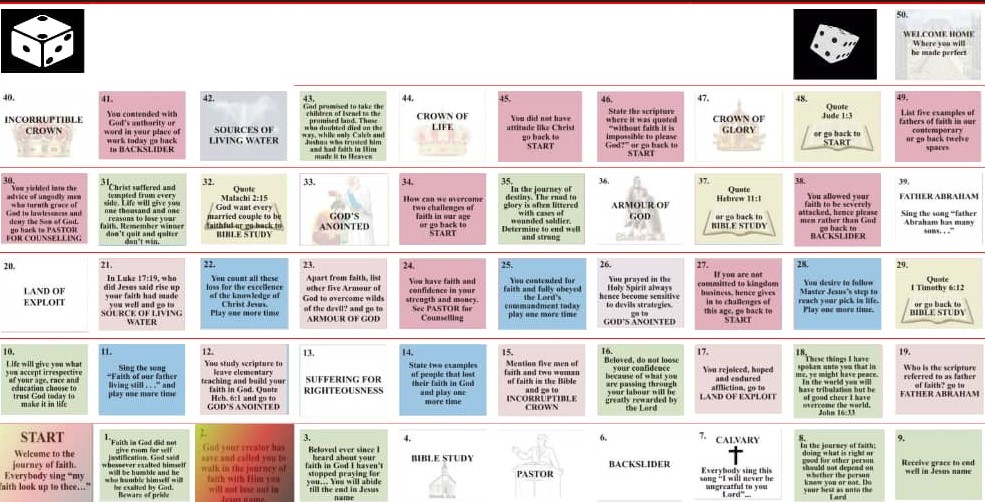 50.
WELCOME HOME
Where you will
be made perfect
40.
INCORRUPTIBLE
CROWN
41.
You contended with
God's authority or
word in your place of
work today go back
to BACKSLIDER
42.
SOURCES OF
LIVING WATER
43.
God promised to take the
children of Israel to the
promised land. Those
who doubted died on the
way, while only Caleb and
Joshua who trusted him
and had faith in Him
made it to Heaven
44.
CROWN OF
LIFE
45.
You did not have
attitude like Christ
go back to
START
46.
State the scripture
where it was quoted
"without faith it is
impossible to please
God?" or go back to
START
47.
CROWN OF
GLORY
48.
Quote
Jude 1:3
or go back to
START
49.
List five examples of
fathers of faith in our
contemporary
or go back twelve
spaces
30.
You yielded into the
advice of ungodly men
who turneth grace of
God to lawlessness and
deny the Son of God.
go back to PASTOR
FOR COUNSELLING
31.
Christ suffered and
tempted from every
side. Life will give you
one thousand and one
reasons to lose your
faith. Remember winner
don't quit and quiter
don't win.
32.
Quote
Malachi 2:15
God want every
married couple to be
faithful or go back to
BIBLE STUDY
33.
GOD'S
ANOINTED
34.
How can we overcome
two challenges of
faith in our age
or go back to
START
35.
In the journey of
destiny. The road to
glory is often littered
with cases of
wounded soldier.
Determine to end well
and strong
36.
ARMOUR OF
GOD
37.
Quote
Hebrew 11:1
or go back to
BIBLE STUDY
38.
You allowed your
faith to be severely
attacked, hence please
men rather than God
go back to
BACKSLIDER
39.
FATHER ABRAHAM
Sing the song "father
Abraham has many
sons..."
20.
LAND OF
EXPLOIT
21.
In Luke 17:19, who
did Jesus said rise up
your faith had made
you well and go to
SOURCE OF LIVING
WATER
22.
You count all these
loss for the excellence
of the knowledge of
Christ Jesus.
Play one more time
23.
Apart from faith, list
other five Armour of
God to overcome wilds
of the devil? and go to
ARMOUR OF GOD
24.
You have faith and
confidence in your
strength and money.
See PASTOR for
Counselling
25.
You contended for
faith and fully obeyed
the Lord's
commandment today
play one more time
26.
You prayed in the
Holy Spirit always
hence become sensitive
to devils strategies.
go to
GOD'S ANOINTED
27.
If you are not
committed to kingdom
business, hence gives
in to challenges of
this age, go back to
START
28.
You desire to follow
Master Jesus's step to
reach your pick in life.
Play one more time.
29.
Quote
1 Timothy 6:12
or go back to
BIBLE STUDY
10.
Life will give you what
you accept irrespective
of your age, race and
education choose to
trust God today to
make it in life
11.
Sing the song
"Faith of our father
living still . . ." and
play one more time
12.
You study scripture to
leave elementary
teaching and build your
faith in God. Quote
Heb. 6:1 and go to
GOD'S ANOINTED
13.
SUFFERING FOR
RIGHTEOUSNESS
14.
State two examples
of people that lost
their faith in God
and play one
more time
15.
Mention five men of
faith and two woman
of faith in the Bible
and go to
INCORRUPTIBLE
CROWN
16.
Beloved, do not loose
your confidence
because of what you
are passing through
your labour will be
greatly rewarded by
the Lord
17.
You rejoiced, hoped
and endured
affliction, go to
LAND OF EXPLOIT
18.
These things I have
spoken unto you that in
me, ye might have peace.
In the world you will
have tribulation but be
of good cheer I have
overcome the world.
John 16:33
19.
Who is the scripture
referred to as father
of faith? go to
FATHER ABRAHAM
START
Welcome to the
journey of faith.
Everybody sing "my
faith look up to thee..."
1.
Faith in God did not
give room for self
justification. God said
whosoever exalted himself
will be humble and he
who humble himself will
be exalted by God.
Beware of pride
2.
God your creator has
save and called you to
walk in the journey of
faith with Him you
will not lose out in
Jesus name
3.
Beloved ever since I
heard about your
faith in God I haven't
stopped praying for
you... You will abide
till the end in Jesus
name
4.
BIBLE STUDY
PASTOR
6.
BACKSLIDER
7.
CALVARY
Everybody sing this
song "I will never be
ungreatful to you
Lord"...
8.
In the journey of faith;
doing what is right or
good for other person
should not depend on
whether the person
know you or not. Do
your best as unto the
Lord
9.
Receive grace to end
well in Jesus name